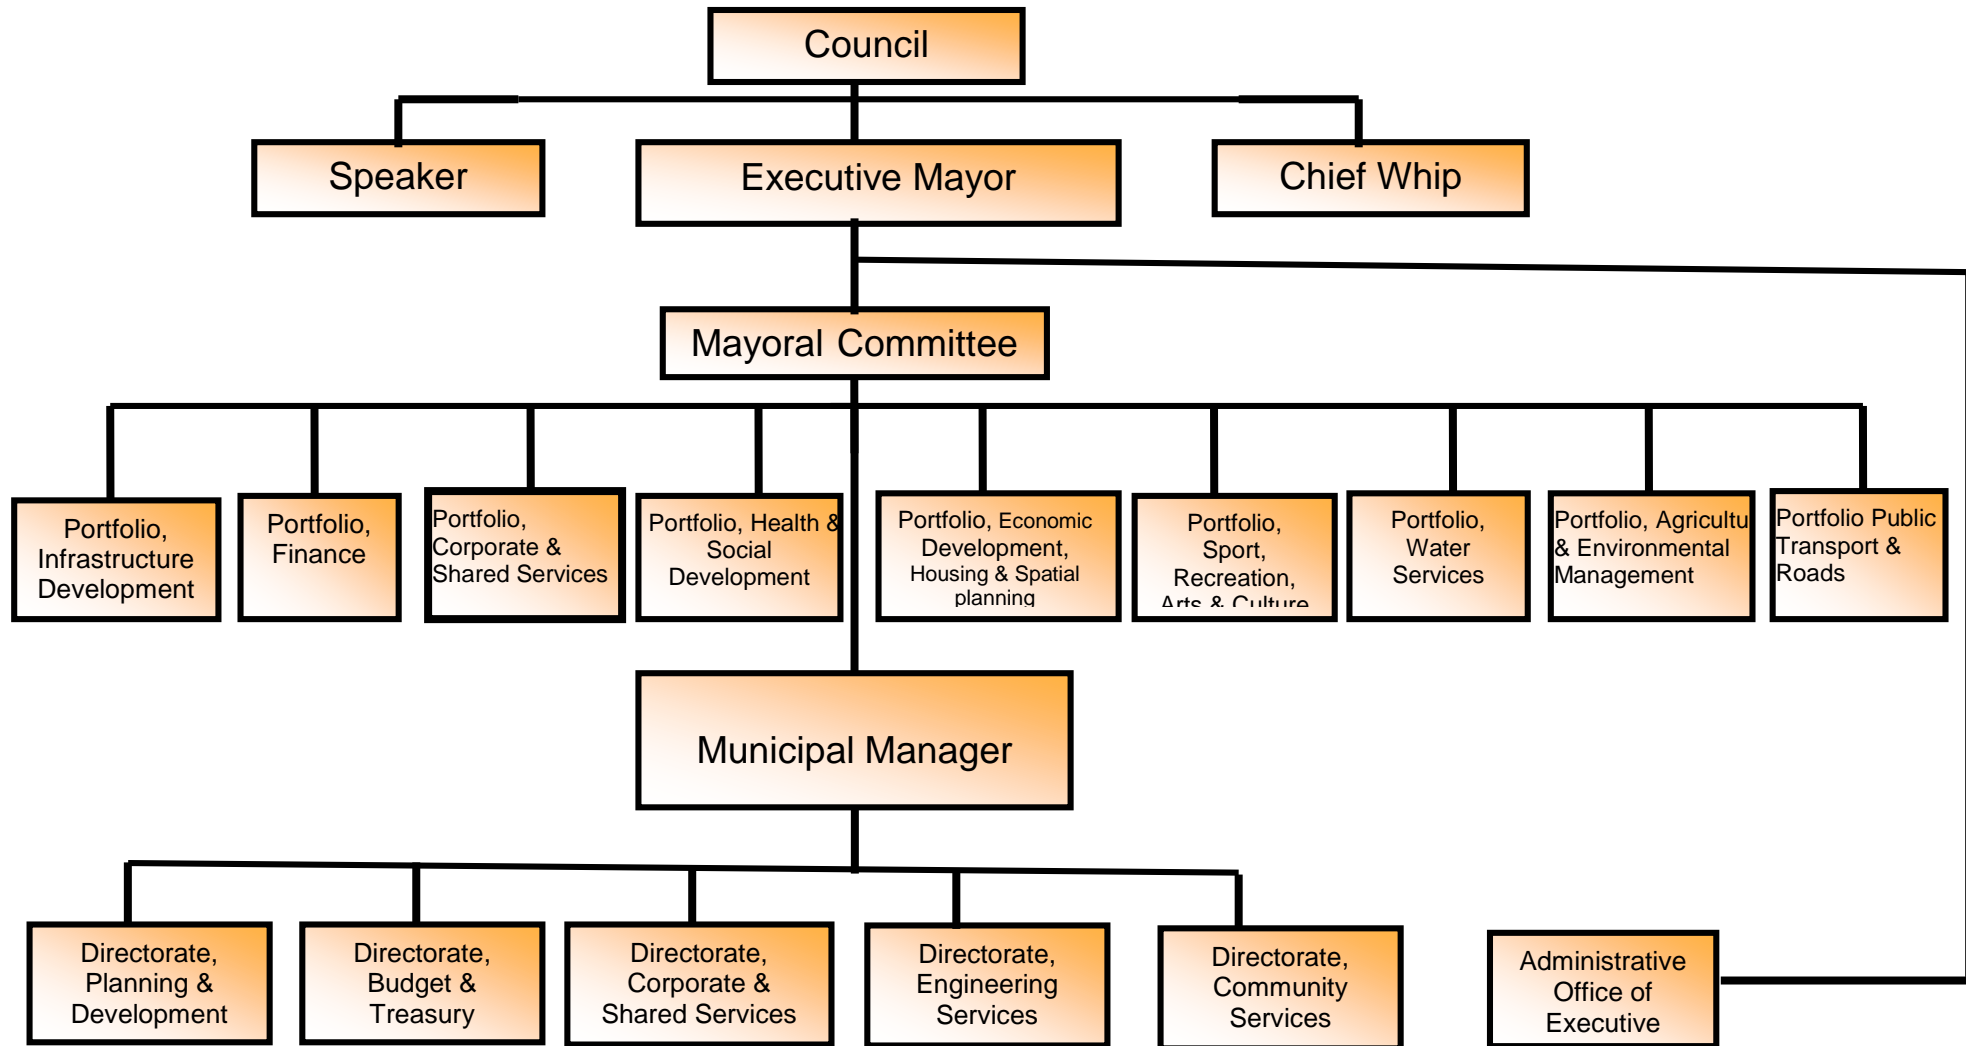 Council
Speaker
Executive Mayor
Chief Whip
Mayoral Committee
Portfolio,
Infrastructure
Development
Portfolio,
Finance
Portfolio,
Corporate &
Shared Services
Portfolio, Health &
Social
Development
Portfolio, Economic
Development,
Housing & Spatial
planning
Portfolio,
Sport,
Recreation,
Arts & Culture
Portfolio,
Water
Services
Portfolio, Agricultu
& Environmental
Management
Portfolio Public
Transport &
Roads
Municipal Manager
Directorate,
Planning &
Development
Directorate,
Budget &
Treasury
Directorate,
Corporate &
Shared Services
Directorate,
Engineering
Services
Directorate,
Community
Services
Administrative
Office of
Executive